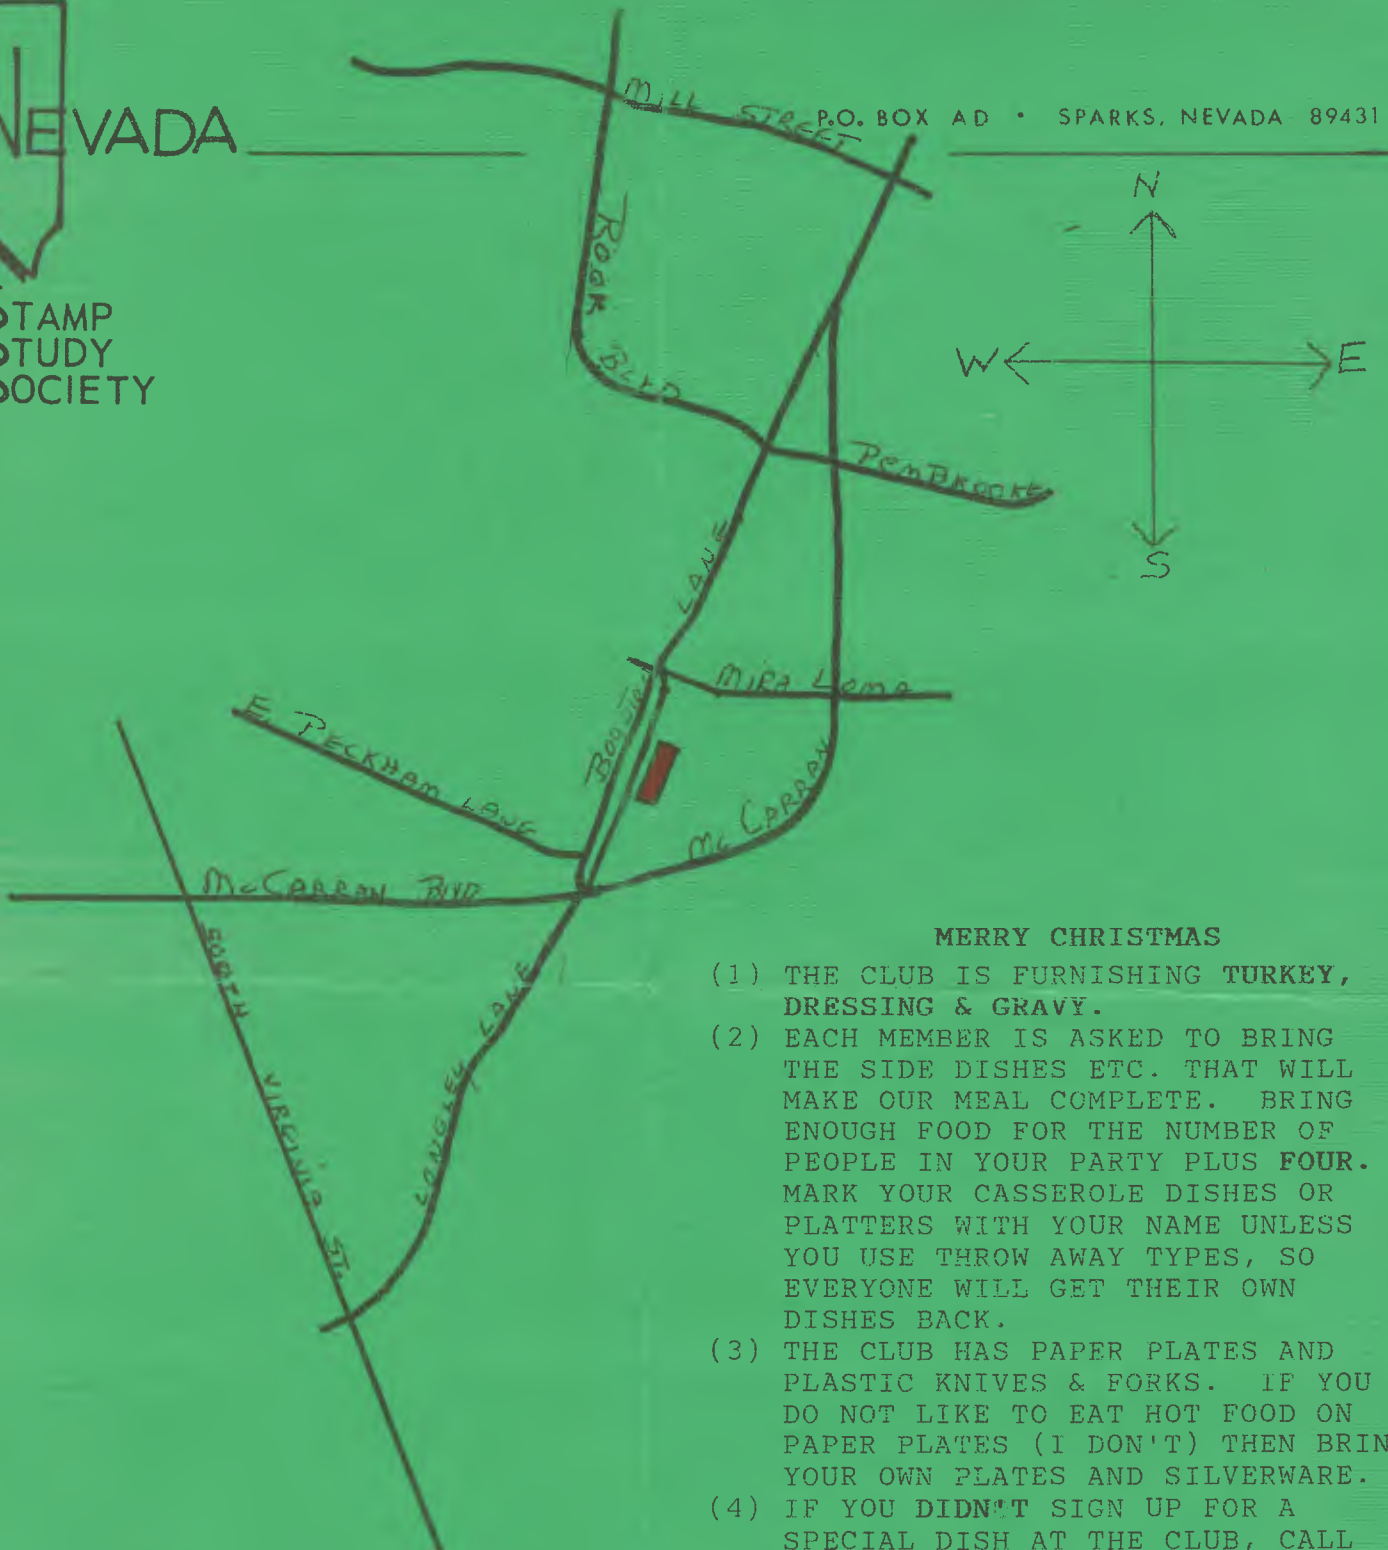 NEVADA
P.O. BOX AD • SPARKS, NEVADA 89431
STAMP
STUDY
SOCIETY
MILL STREET
N
W E
S
ROCK BLVD
PEMBROOKE
LANE
MIRA LOMA
E. PECKHAM LANE
MCCARRAN
MCCARRAN BLVD
SOUTH VIRGINIA ST.
LONGLEY LANE
MERRY CHRISTMAS
(1) THE CLUB IS FURNISHING TURKEY,
DRESSING & GRAVY.
(2) EACH MEMBER IS ASKED TO BRING
THE SIDE DISHES ETC. THAT WILL
MAKE OUR MEAL COMPLETE. BRING
ENOUGH FOOD FOR THE NUMBER OF
PEOPLE IN YOUR PARTY PLUS FOUR.
MARK YOUR CASSEROLE DISHES OR
PLATTERS WITH YOUR NAME UNLESS
YOU USE THROW AWAY TYPES, SO
EVERYONE WILL GET THEIR OWN
DISHES BACK.
(3) THE CLUB HAS PAPER PLATES AND
PLASTIC KNIVES & FORKS. IF YOU
DO NOT LIKE TO EAT HOT FOOD ON
PAPER PLATES (I DON'T) THEN BRIN
YOUR OWN PLATES AND SILVERWARE.
(4) IF YOU DIDN'T SIGN UP FOR A
SPECIAL DISH AT THE CLUB, CALL